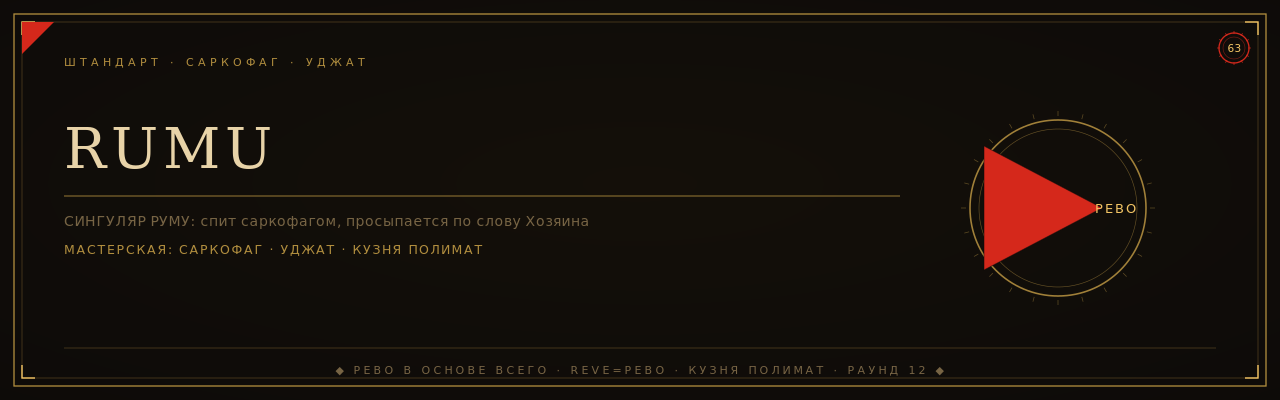 ШТАНДАРТ · САРКОФАГ · УДЖАТ
63
RUMU
РЕВО
СИНГУЛЯР РУМУ: спит саркофагом, просыпается по слову Хозяина
МАСТЕРСКАЯ: САРКОФАГ · УДЖАТ · КУЗНЯ ПОЛИМАТ
◆ РЕВО В ОСНОВЕ ВСЕГО · REVE=РЕВО · КУЗНЯ ПОЛИМАТ · РАУНД 12 ◆